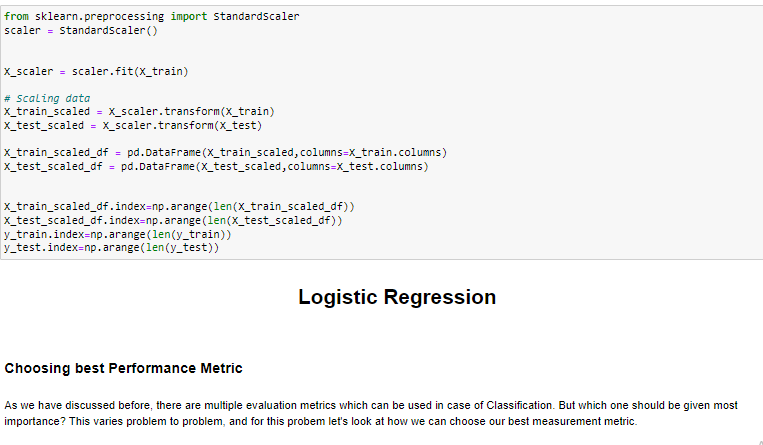 from sklearn.preprocessing import StandardScaler
scaler = StandardScaler()
X_scaler = scaler.fit(X_train)
# Scaling data
X_train_scaled = X_scaler.transform(X_train)
X_test_scaled = X_scaler.transform(X_test)
X_train_scaled_df = pd.DataFrame(X_train_scaled,columns=X_train.columns)
X_test_scaled_df = pd.DataFrame(X_test_scaled,columns=X_test.columns)
X_train_scaled_df.index=np.arange(len(X_train_scaled_df))
X_test_scaled_df.index=np.arange(len(X_test_scaled_df))
y_train.index=np.arange(len(y_train))
y_test.index=np.arange(len(y_test))
Logistic Regression
Choosing best Performance Metric
As we have discussed before, there are multiple evaluation metrics which can be used in case of Classification. But which one should be given most
importance? This varies problem to problem, and for this probem let's look at how we can choose our best measurement metric.